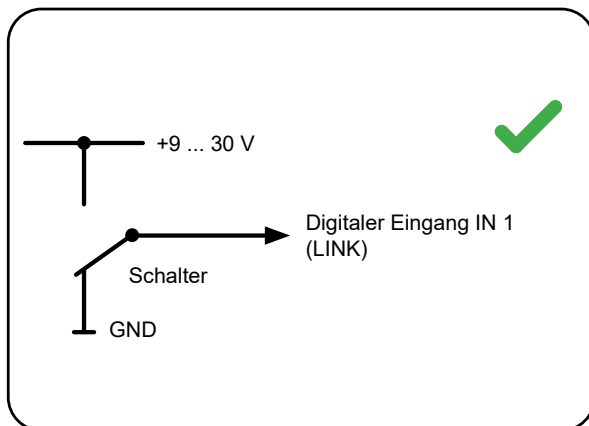 +9 ... 30 V
Digitaler Eingang IN 1
(LINK)
Schalter
GND